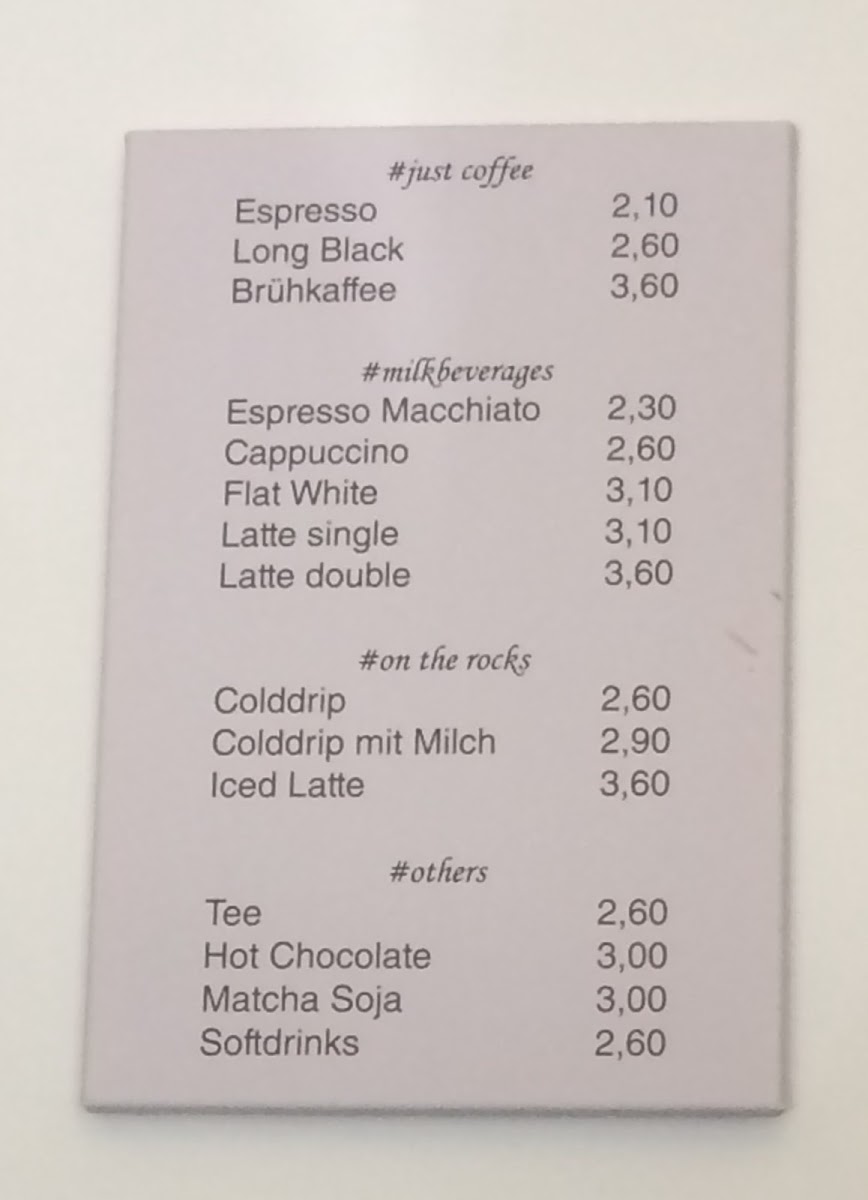 #just coffee
Espresso 2,10
Long Black 2,60
Brühkaffee 3,60
#milkbeverages
Espresso Macchiato 2,30
Cappuccino 2,60
Flat White 3,10
Latte single 3,10
Latte double 3,60
#on the rocks
Colddrip 2,60
Colddrip mit Milch 2,90
Iced Latte 3,60
#others
Tee 2,60
Hot Chocolate 3,00
Matcha Soja 3,00
Softdrinks 2,60